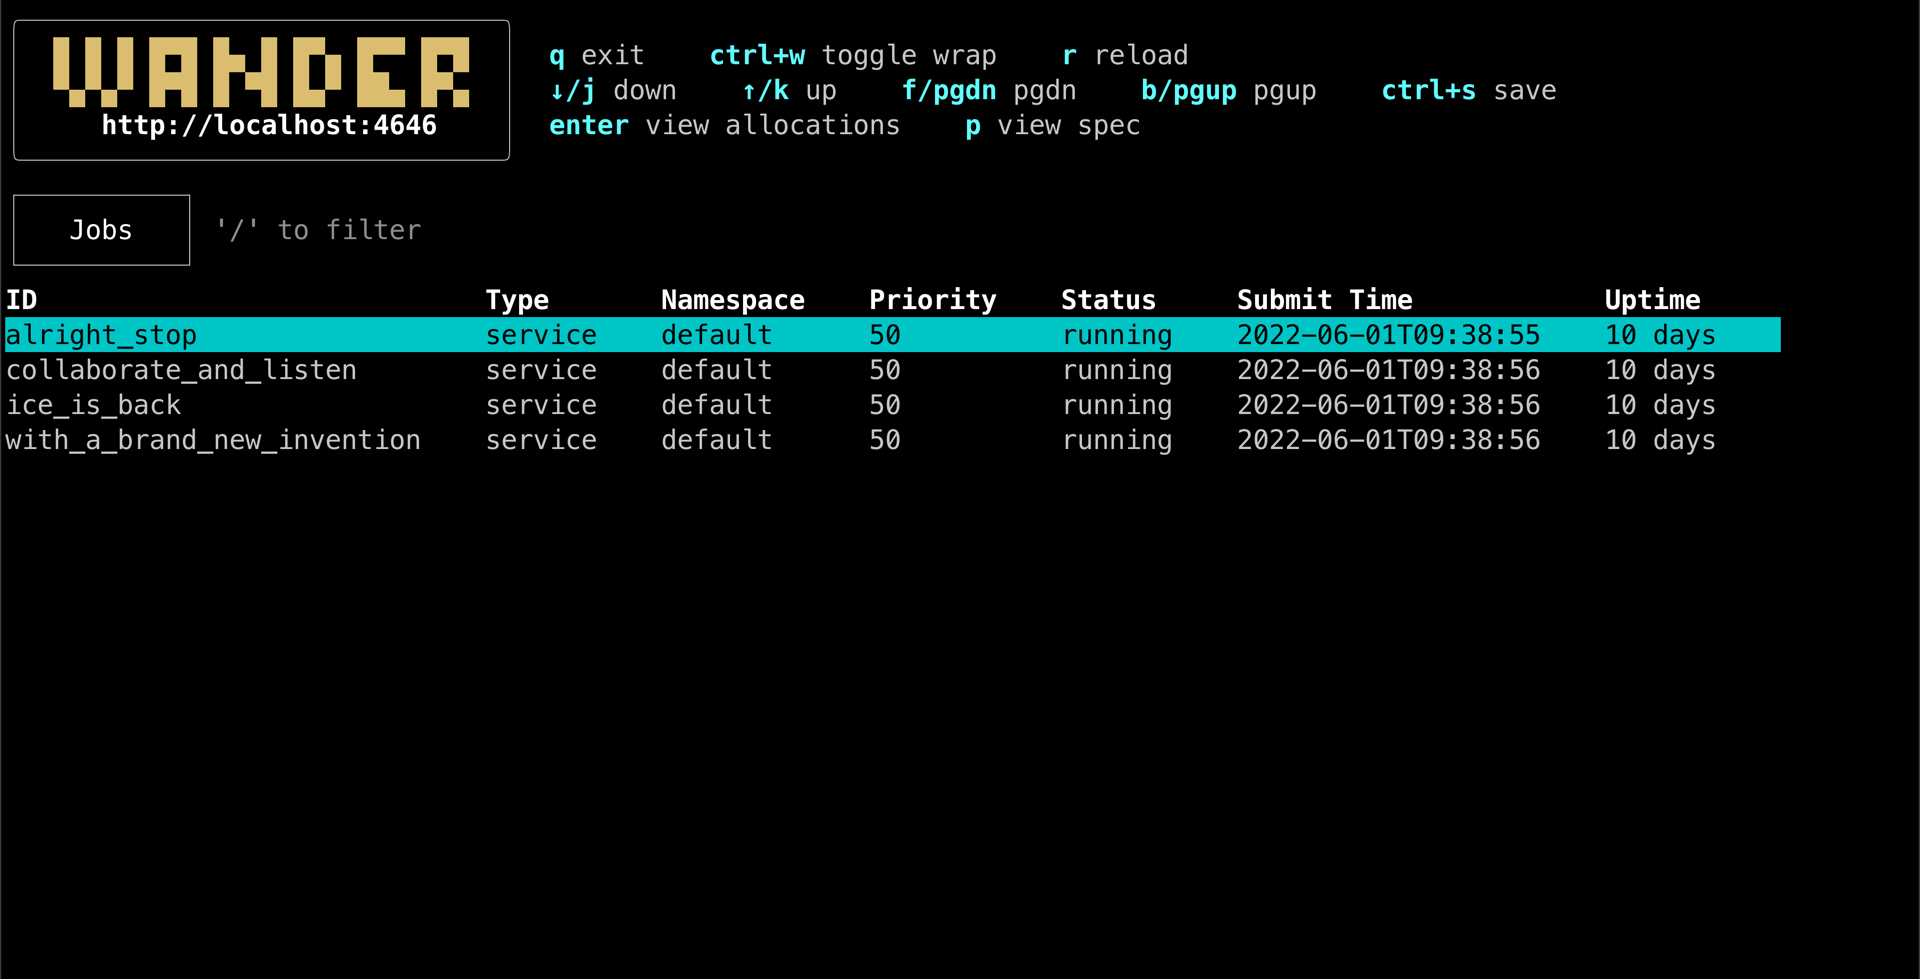 WANDER
http://localhost:4646
q exit ctrl+w toggle wrap r reload
↓/j down ↑/k up f/pgdn pgdn b/pgup pgup ctrl+s save
enter view allocations p view spec
Jobs '/' to filter
ID Type Namespace Priority Status Submit Time Uptime
alright_stop service default 50 running 2022-06-01T09:38:55 10 days
collaborate_and_listen service default 50 running 2022-06-01T09:38:56 10 days
ice_is_back service default 50 running 2022-06-01T09:38:56 10 days
with_a_brand_new_invention service default 50 running 2022-06-01T09:38:56 10 days